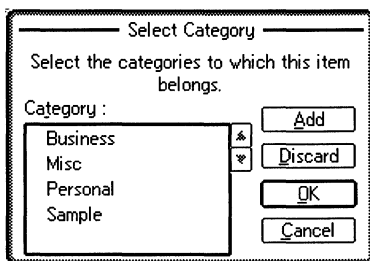 Select Category
Select the categories to which this item
belongs.
Category :
Business
Misc
Personal
Sample
Add
Discard
OK
Cancel